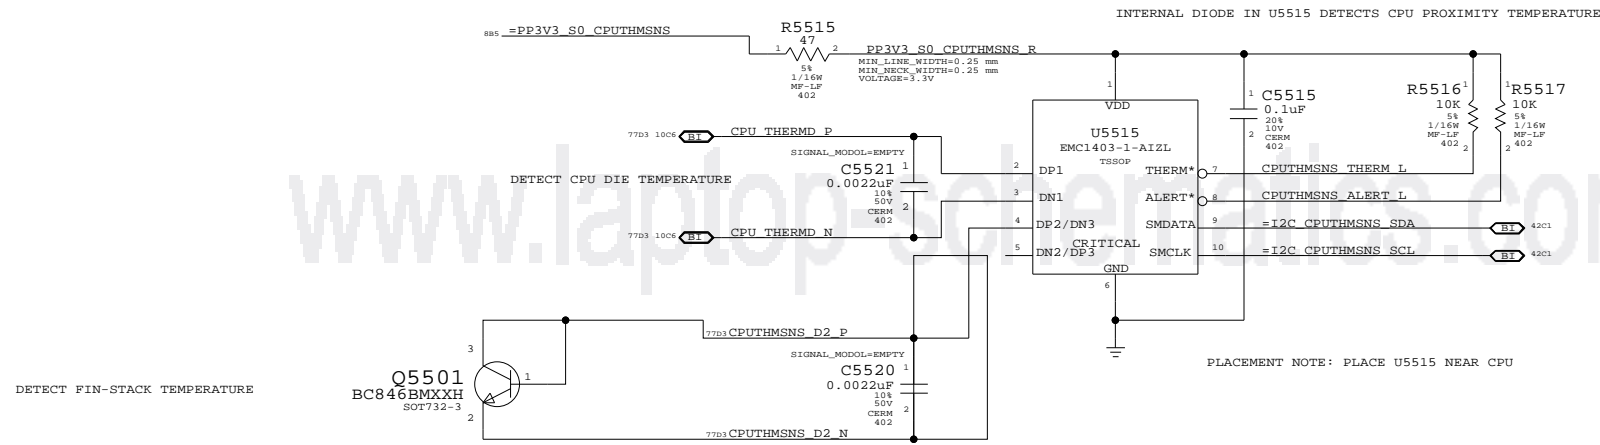 INTERNAL DIODE IN U5515 DETECTS CPU PROXIMITY TEMPERATURE
8B5 =PP3V3_S0_CPUTHMSNS
R5515
47
1 2
5%
1/16W
MF-LF
402
PP3V3_S0_CPUTHMSNS_R
MIN_LINE_WIDTH=0.25 mm
MIN_NECK_WIDTH=0.25 mm
VOLTAGE=3.3V
1
VDD
U5515
EMC1403-1-AIZL
TSSOP
CRITICAL
2 DP1
3 DN1
4 DP2/DN3
5 DN2/DP3
THERM* 7
ALERT* 8
SMDATA 9
SMCLK 10
GND
6
1
C5515
0.1uF
20%
10V
CERM
402
2
R5516
10K
5%
1/16W
MF-LF
402
1
2
R5517
10K
5%
1/16W
MF-LF
402
1
2
CPUTHMSNS_THERM_L
CPUTHMSNS_ALERT_L
=I2C_CPUTHMSNS_SDA BI 42C1
=I2C_CPUTHMSNS_SCL BI 42C1
77D3 10C6 BI CPU_THERMD_P
SIGNAL_MODOL=EMPTY
C5521
0.0022uF
10%
50V
CERM
402
1
2
DETECT CPU DIE TEMPERATURE
77D3 10C6 BI CPU_THERMD_N
www.laptop-schematics.co
77D3 CPUTHMSNS_D2_P
SIGNAL_MODOL=EMPTY
C5520
0.0022uF
10%
50V
CERM
402
1
2
77D3 CPUTHMSNS_D2_N
DETECT FIN-STACK TEMPERATURE
Q5501
BC846BMXXH
SOT732-3
3
1
2
PLACEMENT NOTE: PLACE U5515 NEAR CPU